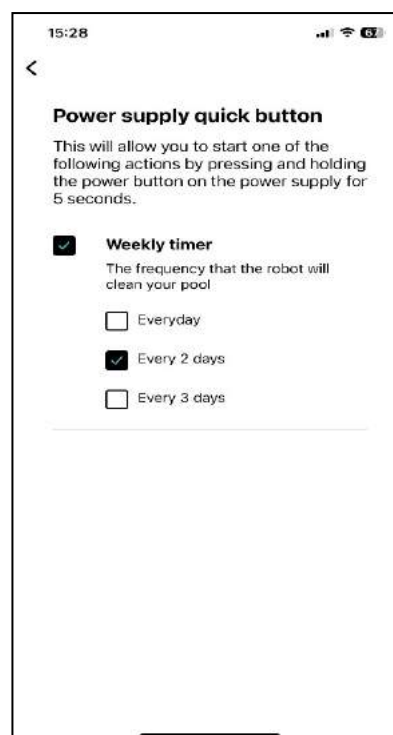 15:28
67
Power supply quick button
This will allow you to start one of the
following actions by pressing and holding
the power button on the power supply for
5 seconds.
Weekly timer
The frequency that the robot will
clean your pool
Everyday
Every 2 days
Every 3 days